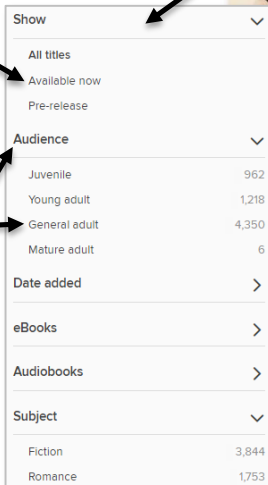 Show
All titles
Available now
Pre-release
Audience
Juvenile 962
Young adult 1,218
General adult 4,350
Mature adult 6
Date added
eBooks
Audiobooks
Subject
Fiction 3,844
Romance 1,753